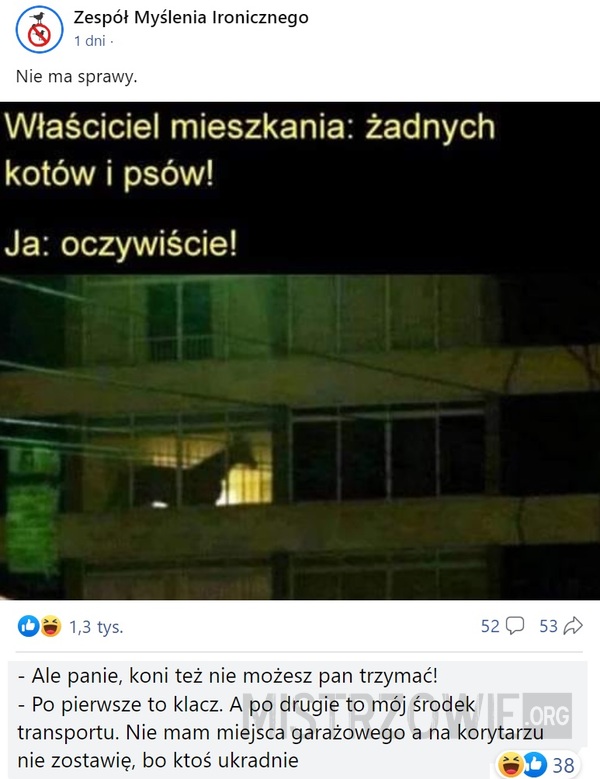 Zespół Myślenia Ironicznego
1 dni ·
Nie ma sprawy.
Właściciel mieszkania: żadnych
kotów i psów!
Ja: oczywiście!
1,3 tys.
52
53
- Ale panie, koni też nie możesz pan trzymać!
- Po pierwsze to klacz. A po drugie to mój środek
transportu. Nie mam miejsca garażowego a na korytarzu
nie zostawię, bo ktoś ukradnie
MISTRZOWIE.ORG
38